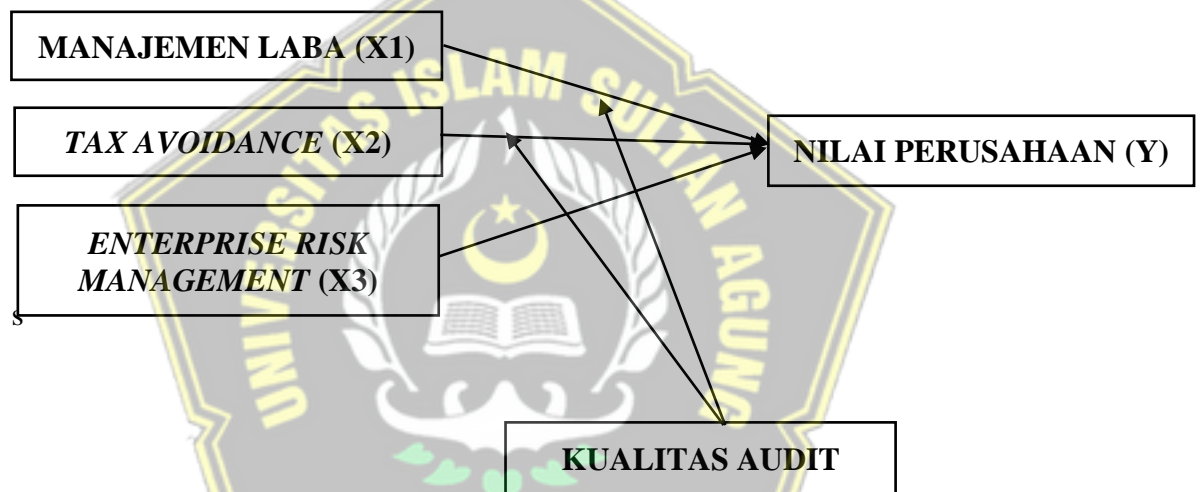 MANAJEMEN LABA (X1)
TAX AVOIDANCE (X2)
NILAI PERUSAHAAN (Y)
ENTERPRISE RISK
MANAGEMENT (X3)
s
KUALITAS AUDIT
UNIVERSITAS ISLAM SULTAN AGUNG